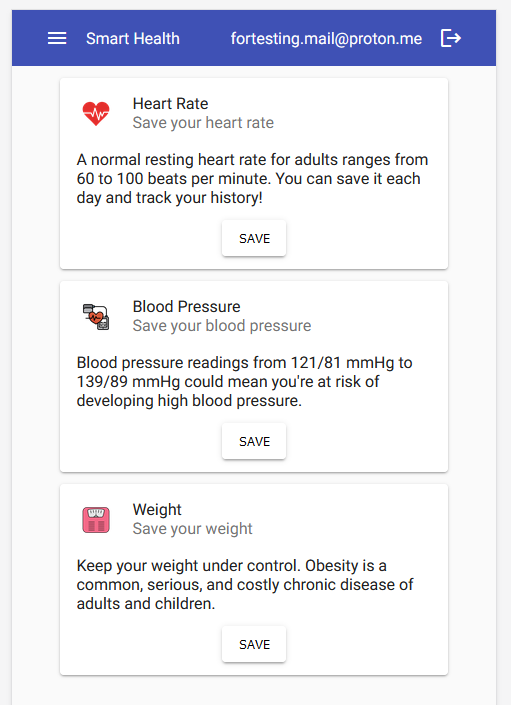 Smart Health fortesting.mail@proton.me
Heart Rate
Save your heart rate
A normal resting heart rate for adults ranges from
60 to 100 beats per minute. You can save it each
day and track your history!
SAVE
Blood Pressure
Save your blood pressure
Blood pressure readings from 121/81 mmHg to
139/89 mmHg could mean you're at risk of
developing high blood pressure.
SAVE
Weight
Save your weight
Keep your weight under control. Obesity is a
common, serious, and costly chronic disease of
adults and children.
SAVE